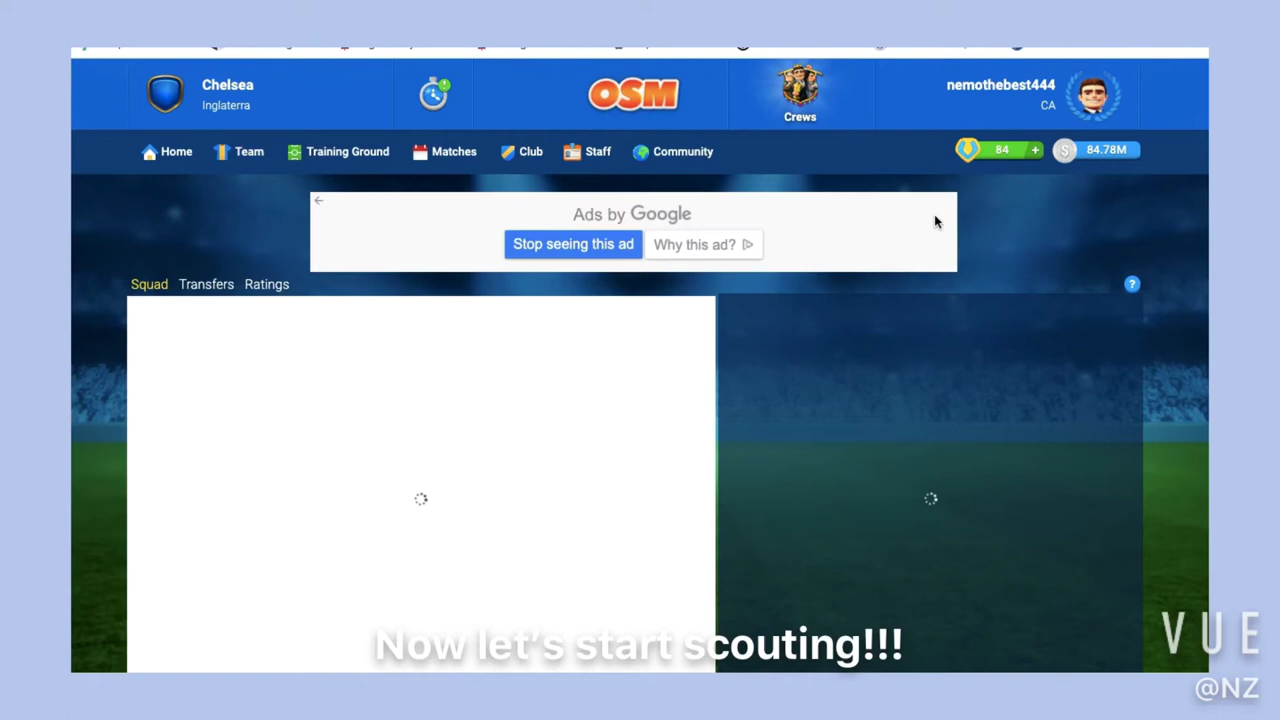 Chelsea
Inglaterra
OSM
Crews
nemothebest444
CA
Home
Team
Training Ground
Matches
Club
Staff
Community
84 +
84.78M
Ads by Google
Stop seeing this ad
Why this ad?
Squad Transfers Ratings
?
Now let's start scouting!!!
VUE
@NZ